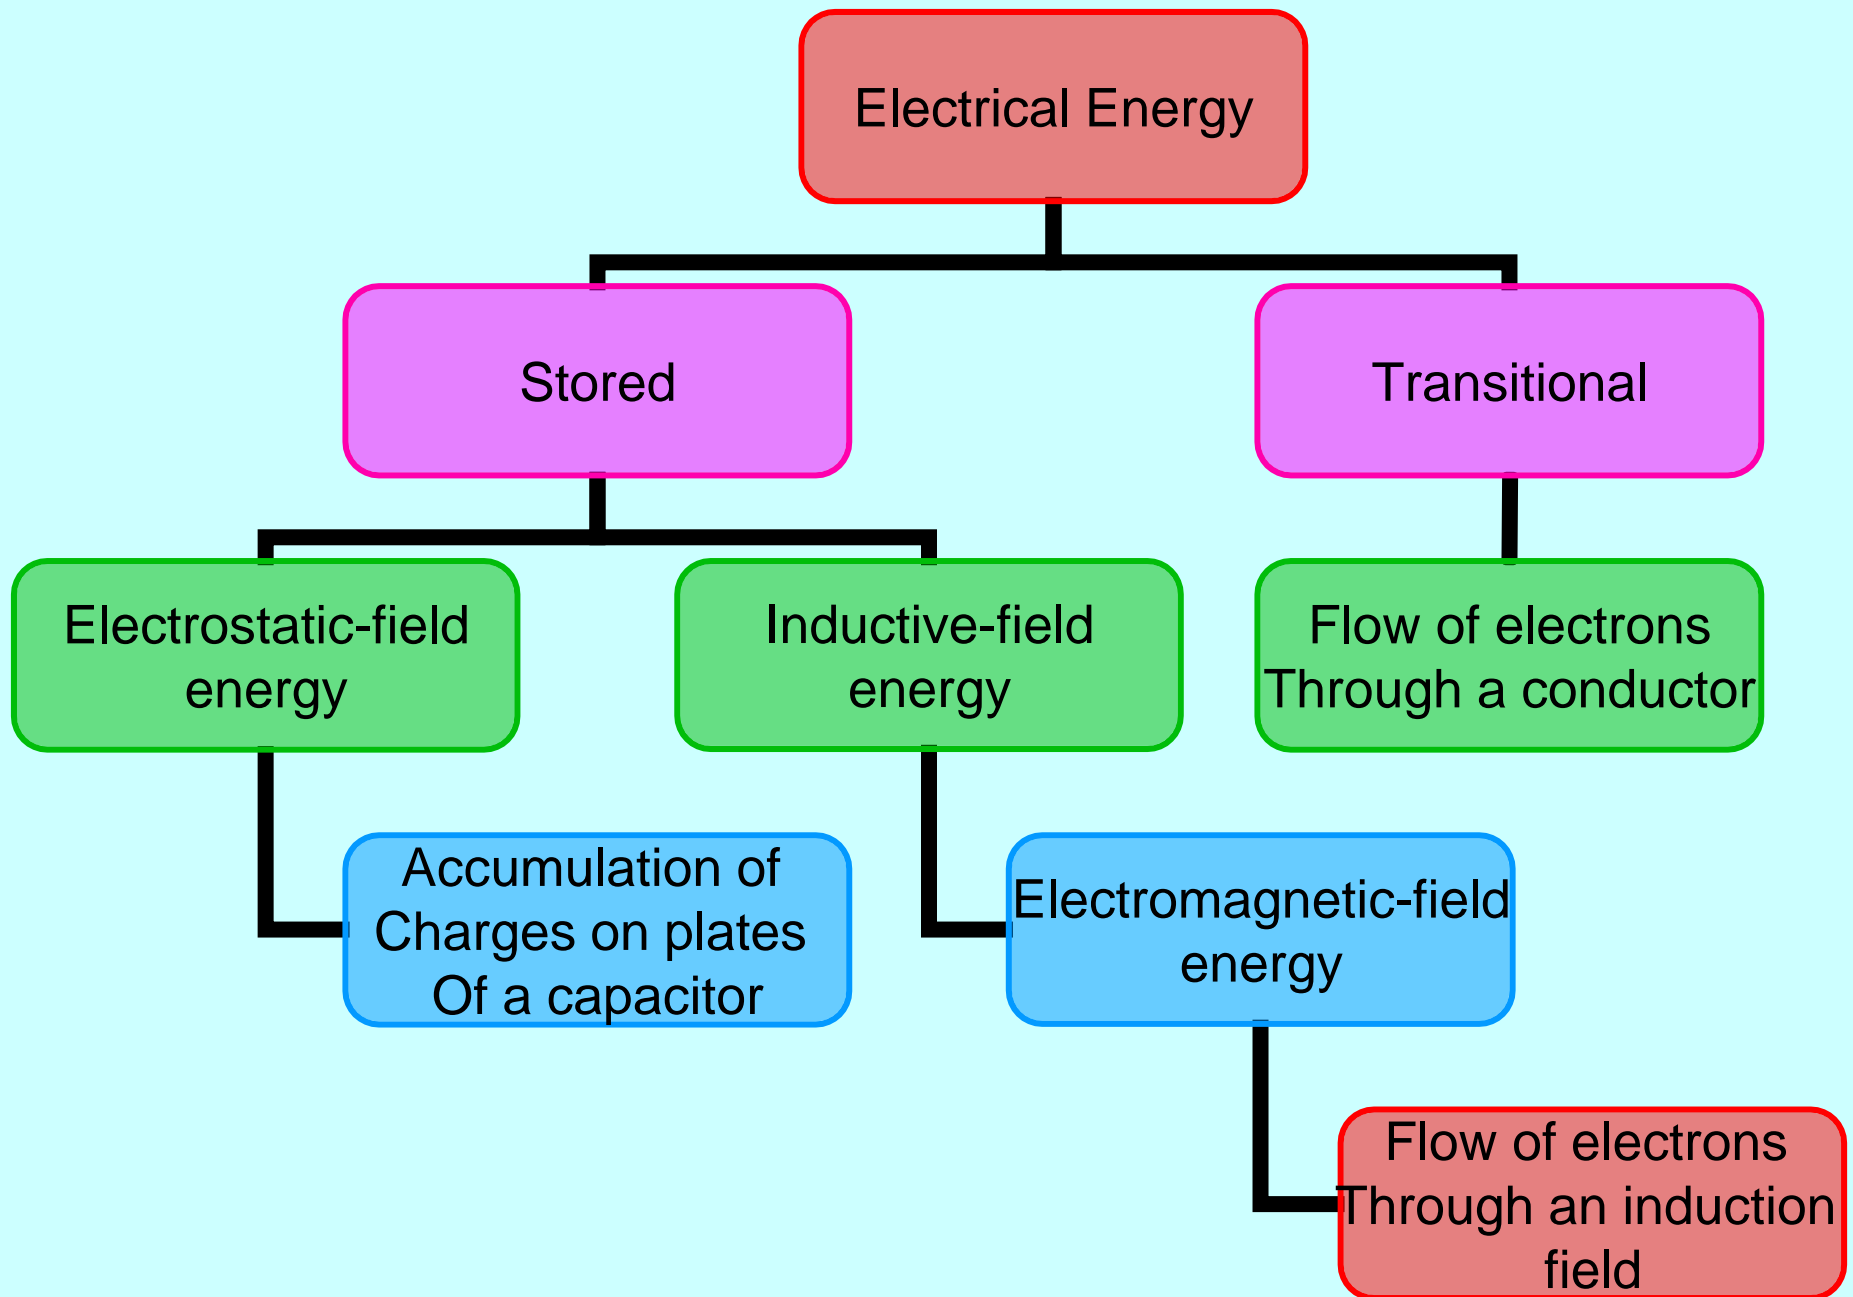 Electrical Energy
Stored
Transitional
Electrostatic-field
energy
Inductive-field
energy
Flow of electrons
Through a conductor
Accumulation of
Charges on plates
Of a capacitor
Electromagnetic-field
energy
Flow of electrons
Through an induction
field